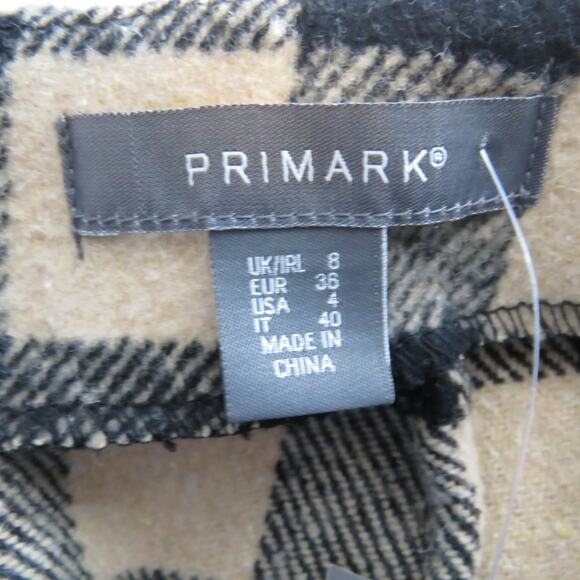 PRIMARK®
UK/IRL 8
EUR 36
USA 4
IT 40
MADE IN
CHINA